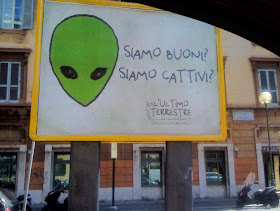 SIAMO BUONI?
SIAMO CATTIVI?
L'ULTIMO
TERRESTRE